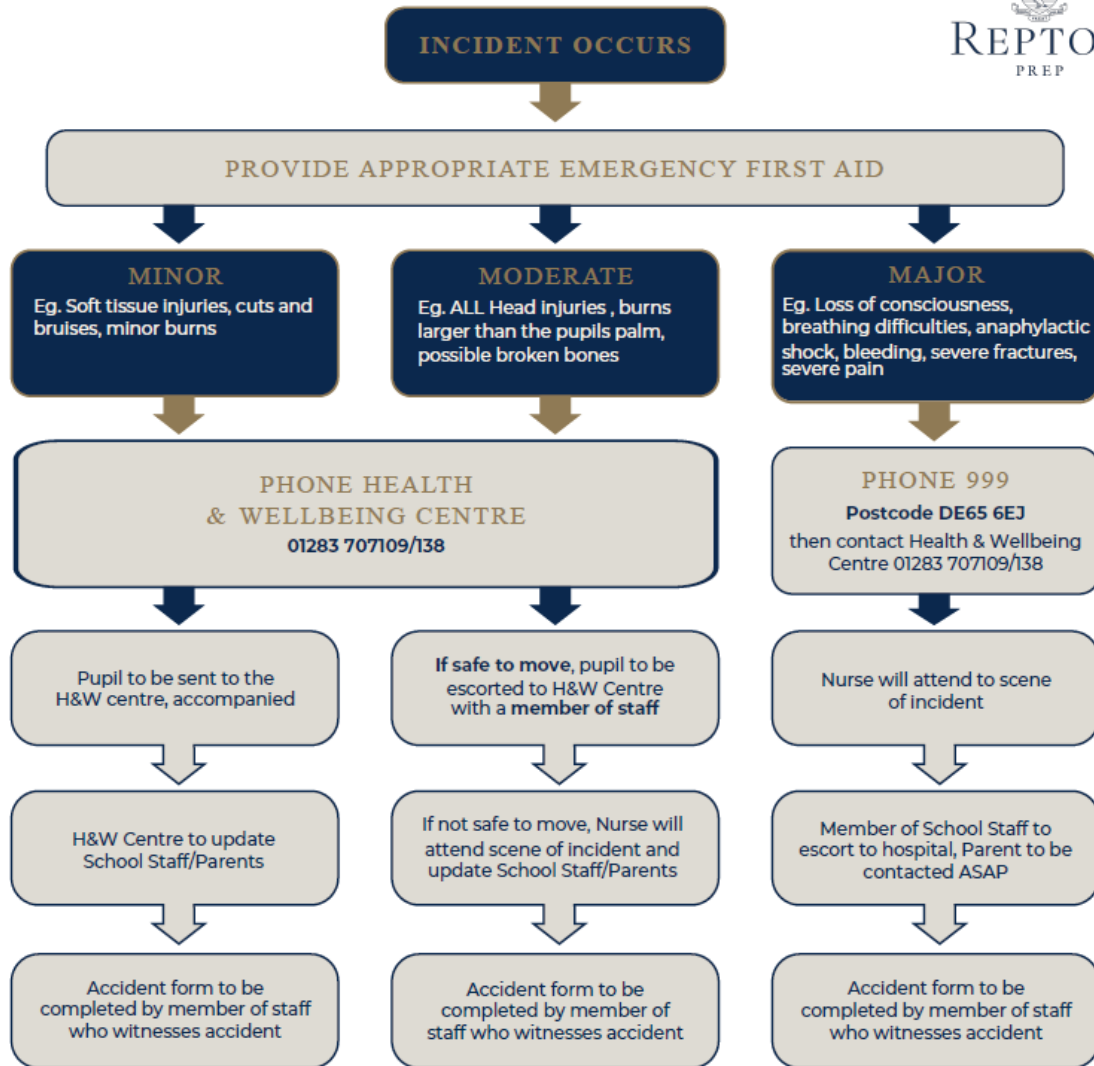 INCIDENT OCCURS
REPTO
PREP
PROVIDE APPROPRIATE EMERGENCY FIRST AID
MINOR
Eg. Soft tissue injuries, cuts and
bruises, minor burns
MODERATE
Eg. ALL Head injuries , burns
larger than the pupils palm,
possible broken bones
MAJOR
Eg. Loss of consciousness,
breathing difficulties, anaphylactic
shock, bleeding, severe fractures,
severe pain
PHONE HEALTH
& WELLBEING CENTRE
01283 707109/138
PHONE 999
Postcode DE65 6EJ
then contact Health & Wellbeing
Centre 01283 707109/138
Pupil to be sent to the
H&W centre, accompanied
If safe to move, pupil to be
escorted to H&W Centre
with a member of staff
Nurse will attend to scene
of incident
H&W Centre to update
School Staff/Parents
If not safe to move, Nurse will
attend scene of incident and
update School Staff/Parents
Member of School Staff to
escort to hospital, Parent to be
contacted ASAP
Accident form to be
completed by member of staff
who witnesses accident
Accident form to be
completed by member of
staff who witnesses accident
Accident form to be
completed by member of staff
who witnesses accident